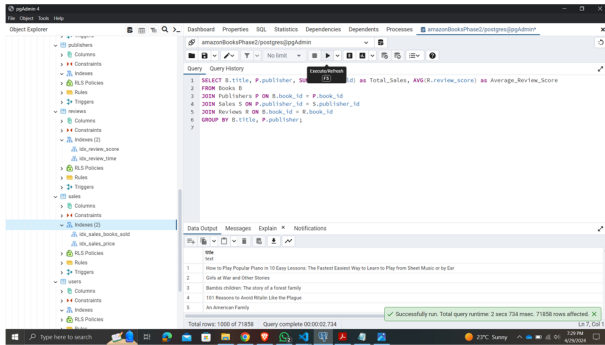 pgAdmin 4
File Object Tools Help
Object Explorer
Dashboard Properties SQL Statistics Dependencies Dependents Processes amazonBooksPhase2/postgres@pgAdmin*
amazonBooksPhase2/postgres@pgAdmin
No limit
Query Query History
Execute/Refresh
F5
1 SELECT B.title, P.publisher, id) as Total_Sales, AVG(R.review_score) as Average_Review_Score
2 FROM Books B
3 JOIN Publishers P ON B.book_id = P.book_id
4 JOIN Sales S ON P.publisher_id = S.publisher_id
5 JOIN Reviews R ON B.book_id = R.book_id
6 GROUP BY B.title, P.publisher;
7
Triggers
publishers
Columns
Constraints
Indexes
RLS Policies
Rules
Triggers
reviews
Columns
Constraints
Indexes (2)
idx_review_score
idx_review_time
RLS Policies
Rules
Triggers
sales
Columns
Constraints
Indexes (2)
idx_sales_books_sold
idx_sales_price
RLS Policies
Rules
Triggers
users
Columns
Constraints
Indexes
RLS Policies
Rules
Data Output Messages Explain Notifications
title
text
1 How to Play Popular Piano in 10 Easy Lessons: The Fastest Easiest Way to Learn to Play from Sheet Music or by Ear
2 Girls at War and Other Stories
3 Bambus children: The story of a forest family
4 101 Reasons to Avoid Ritalin Like the Plague
5 An American Family
Successfully run. Total query runtime: 2 secs 734 msec. 71858 rows affected.
Total rows: 1000 of 71858 Query complete 00:00:02.734
Ln 7, Col 1
Type here to search
23°C Sunny
7:29 PM
4/29/2024